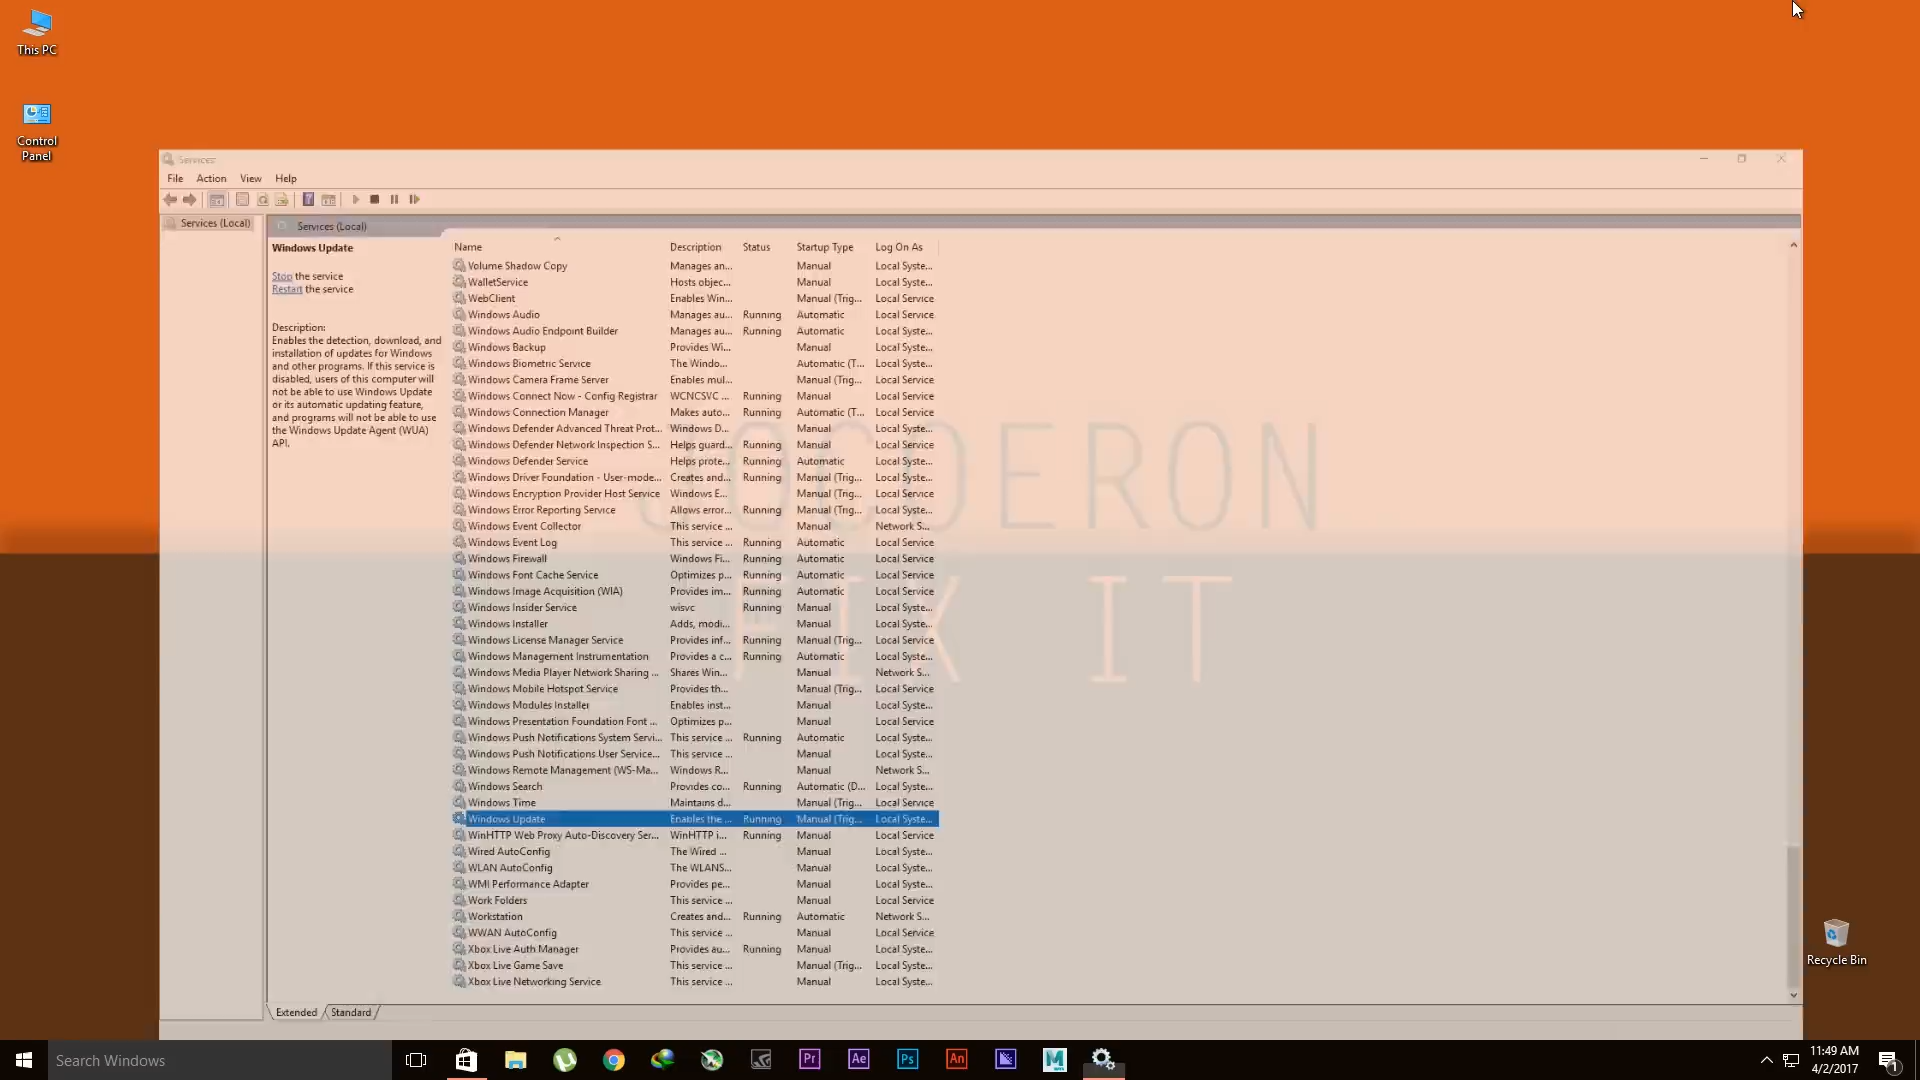 This PC
Control
Panel
Services
File Action View Help
Services (Local)
Services (Local)
Windows Update
Stop the service
Restart the service
Description:
Enables the detection, download, and
installation of updates for Windows
and other programs. If this service is
disabled, users of this computer will
not be able to use Windows Update
or its automatic updating feature,
and programs will not be able to use
the Windows Update Agent (WUA)
API.
Name Description Status Startup Type Log On As
Volume Shadow Copy Manages an... Manual Local Syste...
WalletService Hosts objec... Manual Local Syste...
WebClient Enables Win... Manual (Trig... Local Service
Windows Audio Manages au... Running Automatic Local Service
Windows Audio Endpoint Builder Manages au... Running Automatic Local Syste...
Windows Backup Provides Wi... Manual Local Syste...
Windows Biometric Service The Windo... Automatic (T... Local Syste...
Windows Camera Frame Server Enables mul... Manual (Trig... Local Service
Windows Connect Now - Config Registrar WCNCSVC ... Running Manual Local Service
Windows Connection Manager Makes auto... Running Automatic (T... Local Service
Windows Defender Advanced Threat Prot... Windows D... Manual Local Syste...
Windows Defender Network Inspection S... Helps guard... Running Manual Local Service
Windows Defender Service Helps prote... Running Automatic Local Syste...
Windows Driver Foundation - User-mode... Creates and... Running Manual (Trig... Local Syste...
Windows Encryption Provider Host Service Windows E... Manual (Trig... Local Service
Windows Error Reporting Service Allows error... Running Manual (Trig... Local Syste...
Windows Event Collector This service ... Manual Network S...
Windows Event Log This service ... Running Automatic Local Service
Windows Firewall Windows Fi... Running Automatic Local Service
Windows Font Cache Service Optimizes p... Running Automatic Local Service
Windows Image Acquisition (WIA) Provides im... Running Automatic Local Service
Windows Insider Service wisvc Running Manual Local Syste...
Windows Installer Adds, modi... Manual Local Syste...
Windows License Manager Service Provides inf... Running Manual (Trig... Local Service
Windows Management Instrumentation Provides a c... Running Automatic Local Syste...
Windows Media Player Network Sharing ... Shares Win... Manual Network S...
Windows Mobile Hotspot Service Provides th... Manual (Trig... Local Service
Windows Modules Installer Enables inst... Manual Local Syste...
Windows Presentation Foundation Font ... Optimizes p... Manual Local Service
Windows Push Notifications System Servi... This service ... Running Automatic Local Syste...
Windows Push Notifications User Service... This service ... Manual Local Syste...
Windows Remote Management (WS-Ma... Windows R... Manual Network S...
Windows Search Provides co... Running Automatic (D... Local Syste...
Windows Time Maintains d... Manual (Trig... Local Service
Windows Update Enables the ... Running Manual (Trig... Local Syste...
WinHTTP Web Proxy Auto-Discovery Ser... WinHTTP i... Running Manual Local Service
Wired AutoConfig The Wired ... Manual Local Syste...
WLAN AutoConfig The WLANS... Manual Local Syste...
WMI Performance Adapter Provides pe... Manual Local Syste...
Work Folders This service ... Manual Local Service
Workstation Creates and... Running Automatic Network S...
WWAN AutoConfig This service ... Manual Local Service
Xbox Live Auth Manager Provides au... Running Manual Local Syste...
Xbox Live Game Save This service ... Manual (Trig... Local Syste...
Xbox Live Networking Service This service ... Manual Local Syste...
JOCOERON
FIX IT
Extended Standard
Recycle Bin
Search Windows
Pr Ae Ps An M
11:49 AM
4/2/2017
1